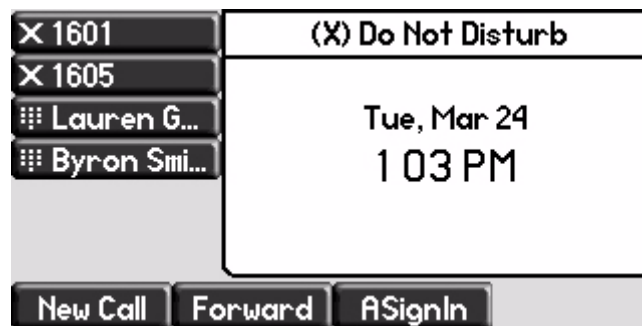 X 1601
X 1605
Lauren G...
Byron Smi...
(X) Do Not Disturb
Tue, Mar 24
1 03 PM
New Call Forward ASignIn